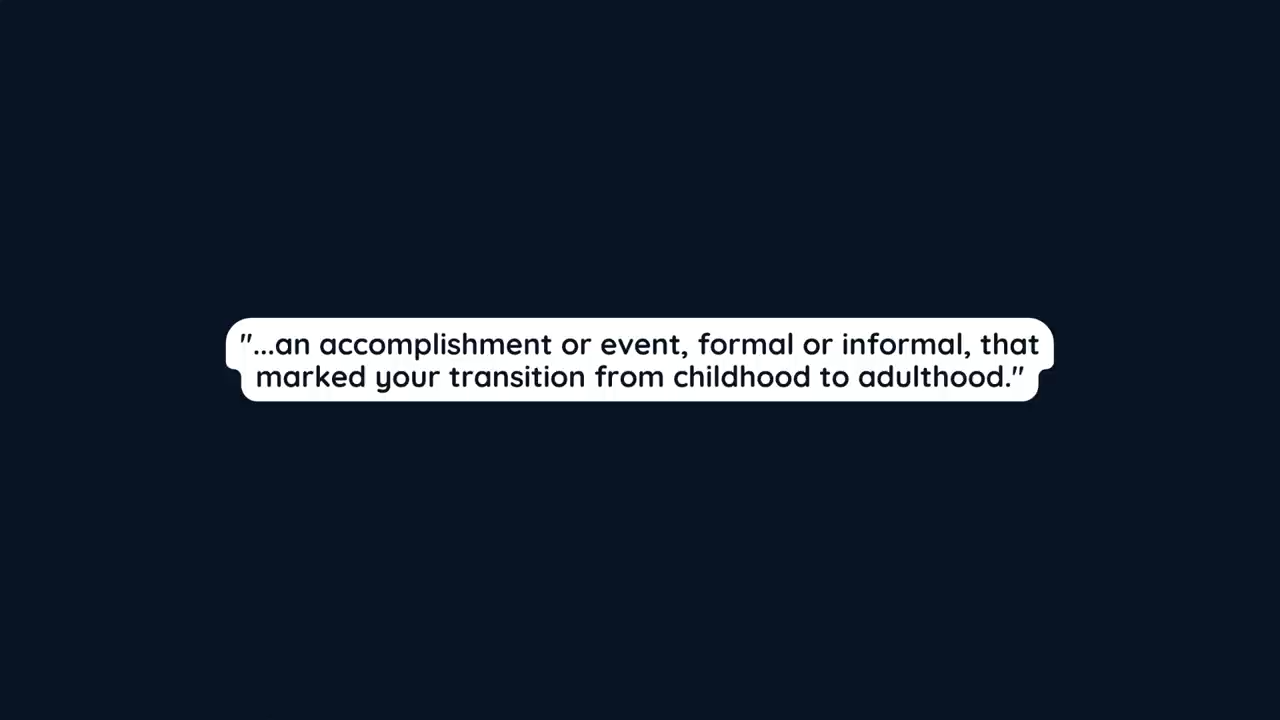 "...an accomplishment or event, formal or informal, that
marked your transition from childhood to adulthood."